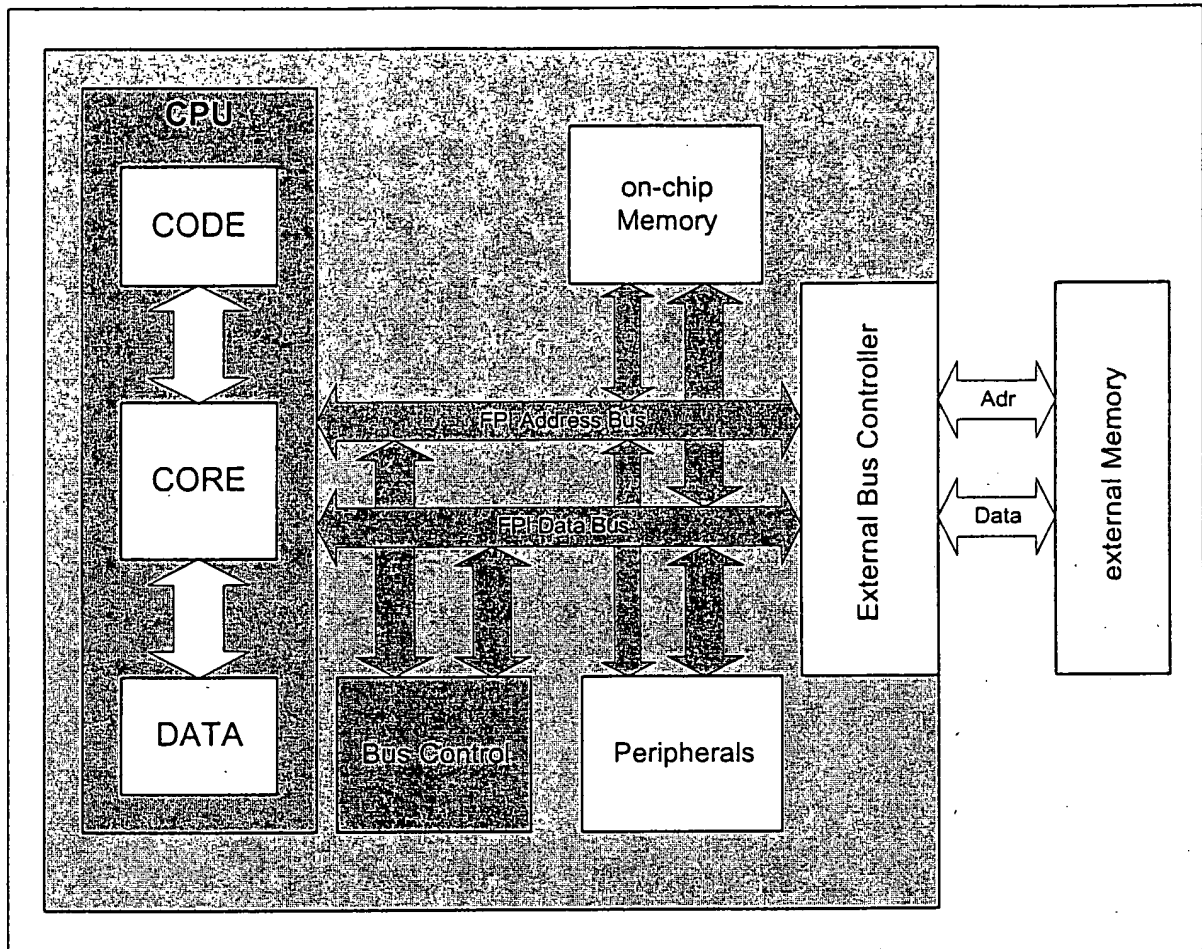 CPU
CODE
on-chip
Memory
CORE
FPI Address Bus
FPI Data Bus
External Bus Controller
Adr
Data
external Memory
DATA
Bus Control
Peripherals